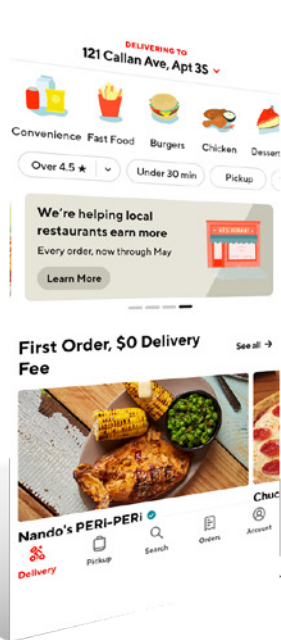 DELIVERING TO
121 Callan Ave, Apt 3S
Convenience Fast Food Burgers Chicken Dessert
Over 4.5 ★ Under 30 min Pickup
We're helping local
restaurants earn more
Every order, now through May
Learn More
RESTAURANT
First Order, $0 Delivery
Fee
See all →
Nando's PERi-PERi
Chuc
Delivery Pickup Search Orders Account